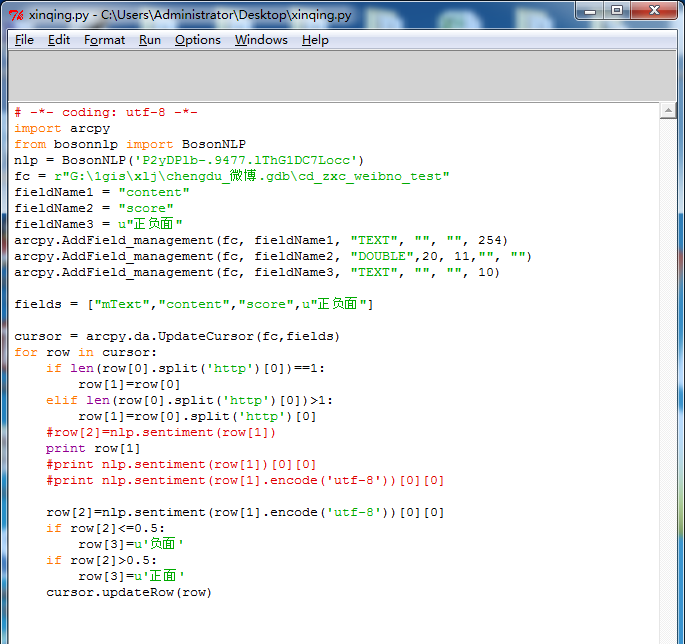 xinqing.py - C:\Users\Administrator\Desktop\xinqing.py
File Edit Format Run Options Windows Help
# -*- coding: utf-8 -*-
import arcpy
from bosonnlp import BosonNLP
nlp = BosonNLP('P2yDPlb-.9477.lThG1DC7Locc')
fc = r"G:\1gis\xlj\chengdu_微博.gdb\cd_zxc_weibno_test"
fieldName1 = "content"
fieldName2 = "score"
fieldName3 = u"正负面"
arcpy.AddField_management(fc, fieldName1, "TEXT", "", "", 254)
arcpy.AddField_management(fc, fieldName2, "DOUBLE",20, 11,"", "")
arcpy.AddField_management(fc, fieldName3, "TEXT", "", "", 10)
fields = ["mText","content","score",u"正负面"]
cursor = arcpy.da.UpdateCursor(fc,fields)
for row in cursor:
    if len(row[0].split('http')[0])==1:
        row[1]=row[0]
    elif len(row[0].split('http')[0])>1:
        row[1]=row[0].split('http')[0]
    #row[2]=nlp.sentiment(row[1])
    print row[1]
    #print nlp.sentiment(row[1])[0][0]
    #print nlp.sentiment(row[1].encode('utf-8'))[0][0]
    row[2]=nlp.sentiment(row[1].encode('utf-8'))[0][0]
    if row[2]<=0.5:
        row[3]=u'负面'
    if row[2]>0.5:
        row[3]=u'正面'
    cursor.updateRow(row)